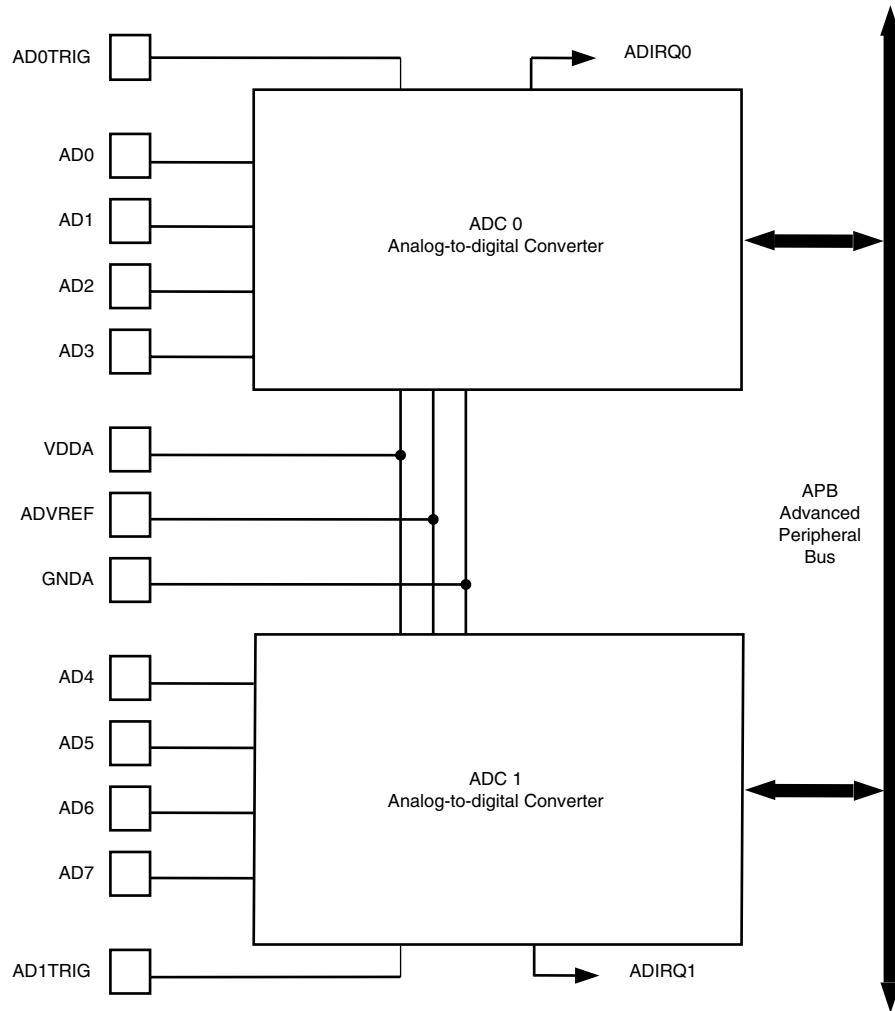 AD0TRIG
ADIRQ0
AD0
AD1
AD2
AD3
ADC 0
Analog-to-digital Converter
VDDA
ADVREF
GNDA
APB
Advanced
Peripheral
Bus
AD4
AD5
AD6
AD7
ADC 1
Analog-to-digital Converter
AD1TRIG
ADIRQ1